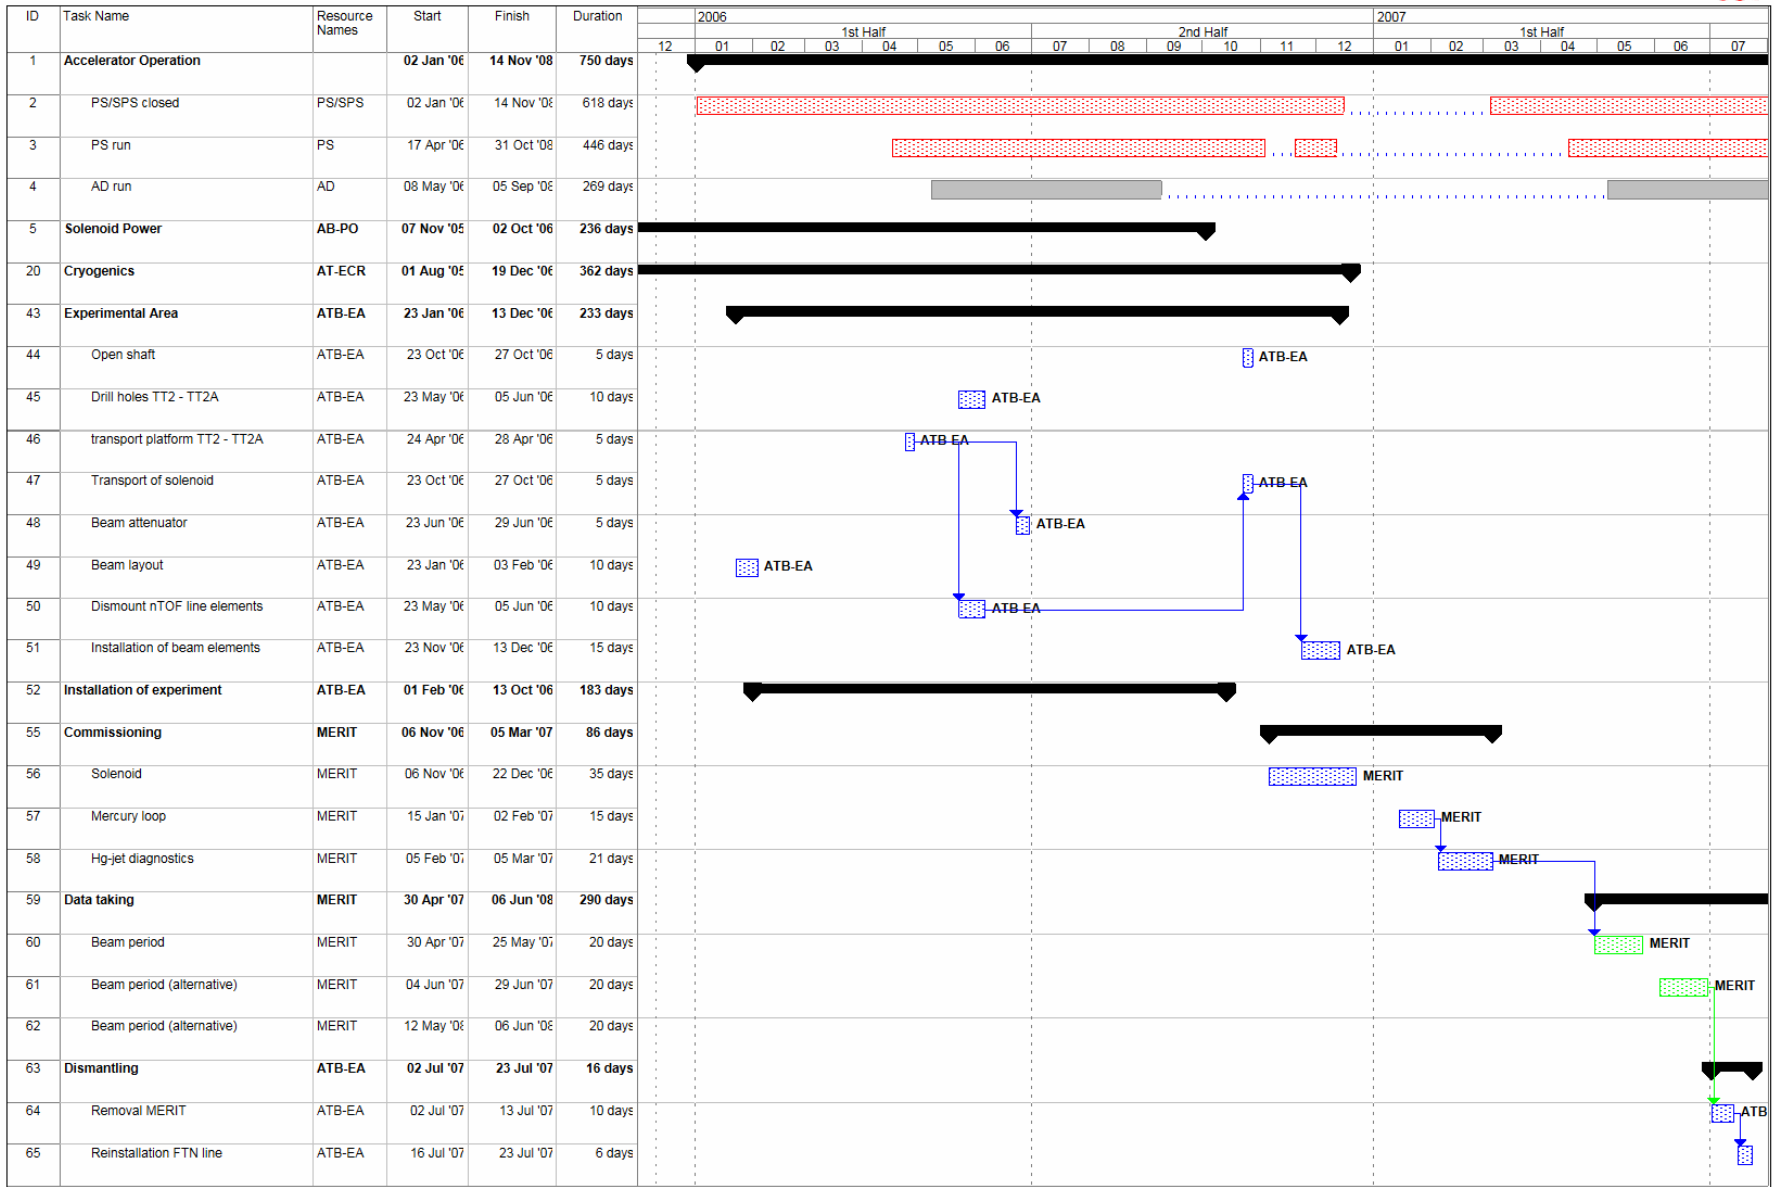 ID Task Name Resource Names Start Finish Duration 2006 2007
1st Half 2nd Half 1st Half
12 01 02 03 04 05 06 07 08 09 10 11 12 01 02 03 04 05 06 07
1 Accelerator Operation 02 Jan '06 14 Nov '08 750 days
2 PS/SPS closed PS/SPS 02 Jan '06 14 Nov '08 618 days
3 PS run PS 17 Apr '06 31 Oct '08 446 days
4 AD run AD 08 May '06 05 Sep '08 269 days
5 Solenoid Power AB-PO 07 Nov '05 02 Oct '06 236 days
20 Cryogenics AT-ECR 01 Aug '05 19 Dec '06 362 days
43 Experimental Area ATB-EA 23 Jan '06 13 Dec '06 233 days
44 Open shaft ATB-EA 23 Oct '06 27 Oct '06 5 days ATB-EA
45 Drill holes TT2 - TT2A ATB-EA 23 May '06 05 Jun '06 10 days ATB-EA
46 transport platform TT2 - TT2A ATB-EA 24 Apr '06 28 Apr '06 5 days ATB-EA
47 Transport of solenoid ATB-EA 23 Oct '06 27 Oct '06 5 days ATB-EA
48 Beam attenuator ATB-EA 23 Jun '06 29 Jun '06 5 days ATB-EA
49 Beam layout ATB-EA 23 Jan '06 03 Feb '06 10 days ATB-EA
50 Dismount nTOF line elements ATB-EA 23 May '06 05 Jun '06 10 days ATB-EA
51 Installation of beam elements ATB-EA 23 Nov '06 13 Dec '06 15 days ATB-EA
52 Installation of experiment ATB-EA 01 Feb '06 13 Oct '06 183 days
55 Commissioning MERIT 06 Nov '06 05 Mar '07 86 days
56 Solenoid MERIT 06 Nov '06 22 Dec '06 35 days MERIT
57 Mercury loop MERIT 15 Jan '07 02 Feb '07 15 days MERIT
58 Hg-jet diagnostics MERIT 05 Feb '07 05 Mar '07 21 days MERIT
59 Data taking MERIT 30 Apr '07 06 Jun '08 290 days
60 Beam period MERIT 30 Apr '07 25 May '07 20 days MERIT
61 Beam period (alternative) MERIT 04 Jun '07 29 Jun '07 20 days MERIT
62 Beam period (alternative) MERIT 12 May '08 06 Jun '08 20 days
63 Dismantling ATB-EA 02 Jul '07 23 Jul '07 16 days
64 Removal MERIT ATB-EA 02 Jul '07 13 Jul '07 10 days ATB
65 Reinstallation FTN line ATB-EA 16 Jul '07 23 Jul '07 6 days